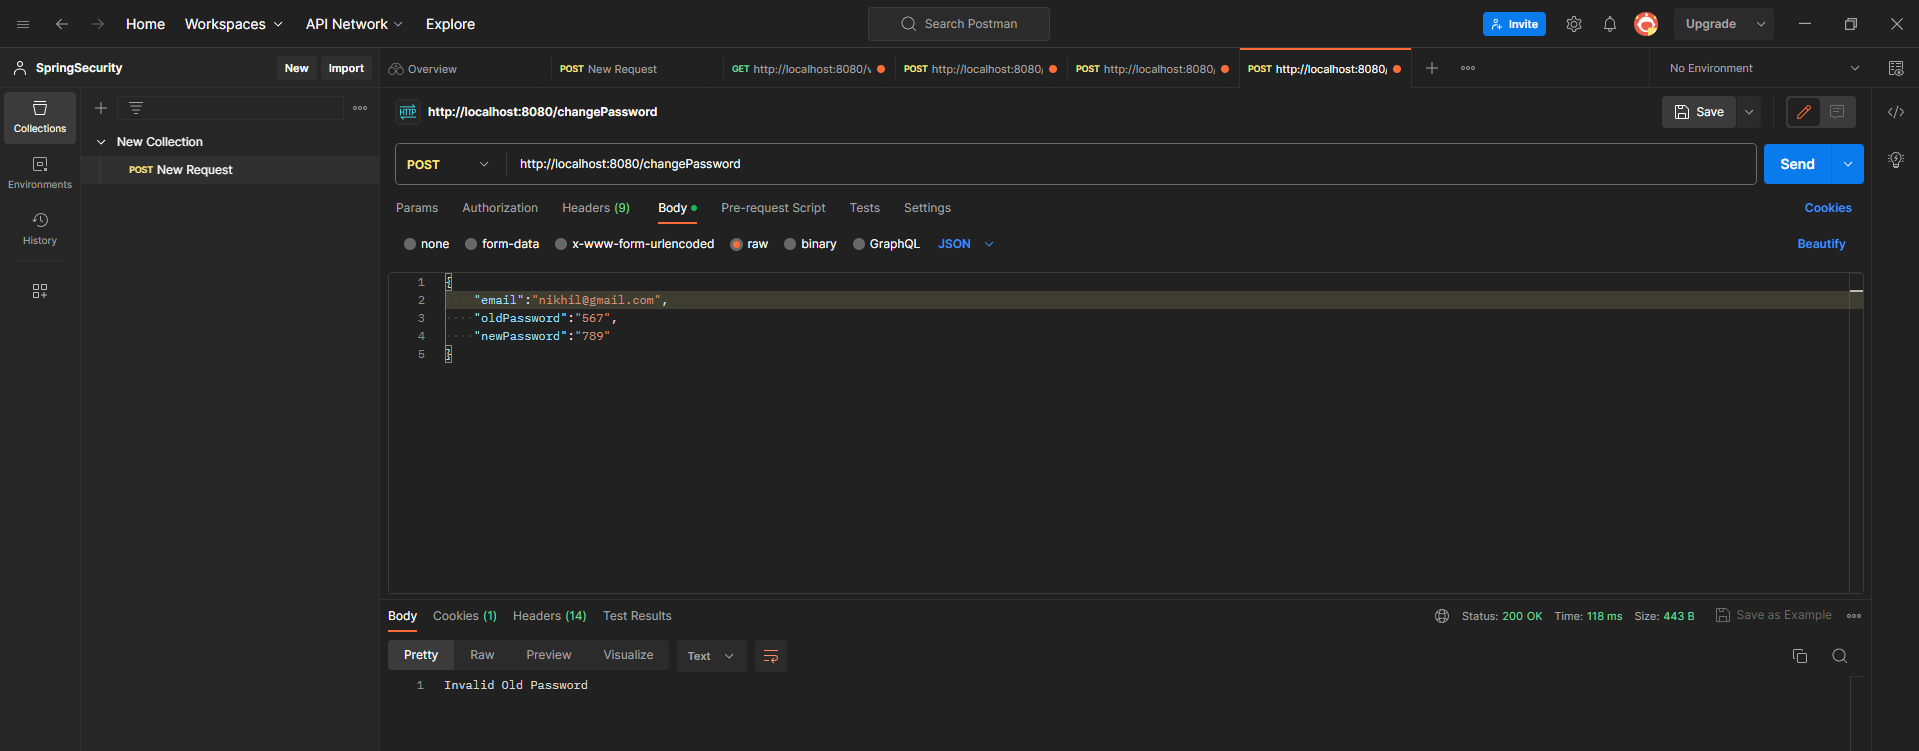 Home Workspaces API Network Explore Search Postman Invite Upgrade
SpringSecurity New Import Overview POST New Request GET http://localhost:8080/v POST http://localhost:8080/ POST http://localhost:8080/ POST http://localhost:8080/ No Environment
Collections
Environments
History
New Collection
POST New Request
HTTP http://localhost:8080/changePassword Save
POST http://localhost:8080/changePassword Send
Params Authorization Headers (9) Body Pre-request Script Tests Settings Cookies
none form-data x-www-form-urlencoded raw binary GraphQL JSON Beautify
1 {
2 "email":"nikhil@gmail.com",
3 "oldPassword":"567",
4 "newPassword":"789"
5 }
Body Cookies (1) Headers (14) Test Results Status: 200 OK Time: 118 ms Size: 443 B Save as Example
Pretty Raw Preview Visualize Text
1 Invalid Old Password